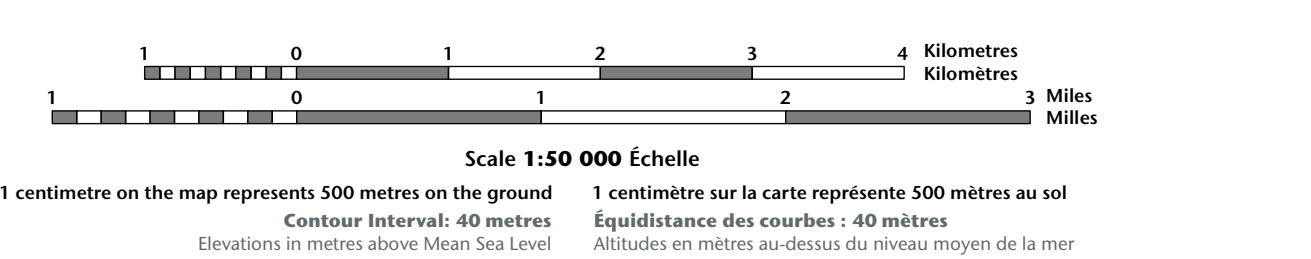 1 0 1 2 3 4 Kilometres
Kilomètres
1 0 1 2 3 Miles
Milles
Scale 1:50 000 Échelle
1 centimetre on the map represents 500 metres on the ground
Contour Interval: 40 metres
Elevations in metres above Mean Sea Level
1 centimètre sur la carte représente 500 mètres au sol
Équidistance des courbes : 40 mètres
Altitudes en mètres au-dessus du niveau moyen de la mer